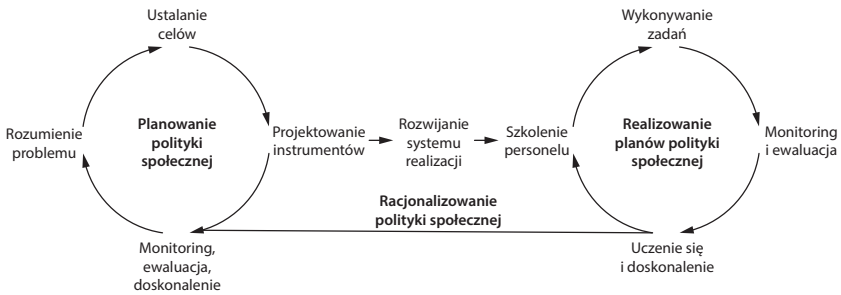 Ustalanie
celów
Rozumienie
problemu
Planowanie
polityki
społecznej
Projektowanie
instrumentów
Monitoring,
ewaluacja,
doskonalenie
Rozwijanie
systemu
realizacji
Racjonalizowanie
polityki społecznej
Szkolenie
personelu
Wykonywanie
zadań
Realizowanie
planów polityki
społecznej
Monitoring
i ewaluacja
Uczenie się
i doskonalenie